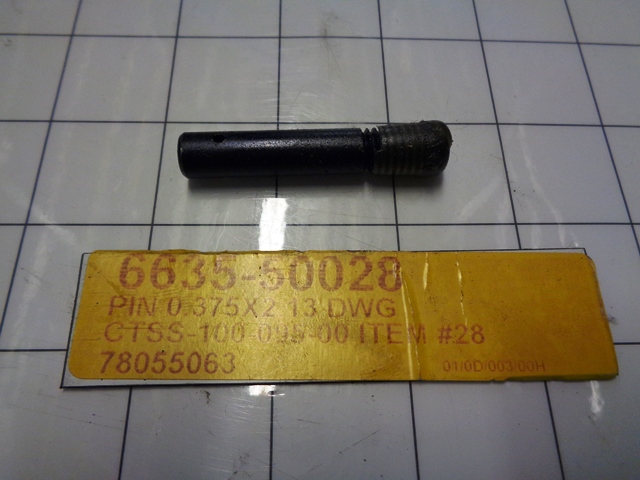 6635-50028
PIN 0.375X2.13 DWG
CTSS-100-095-00 ITEM #28
78055063
01/0D/003/00H